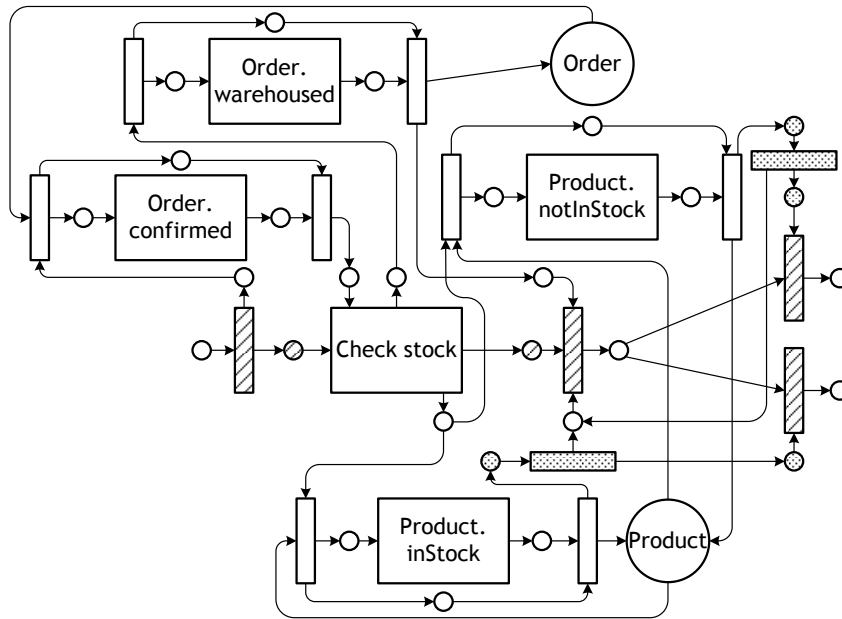 Order.
warehoused
Order
Product.
notInStock
Order.
confirmed
Check stock
Product.
inStock
Product